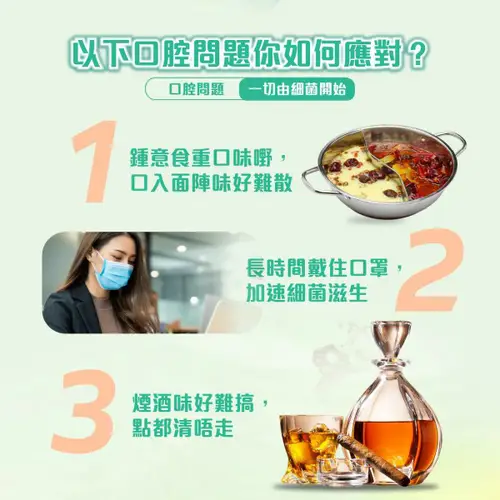 以下口腔問題你如何應對？
口腔問題 一切由細菌開始
1
鍾意食重口味嘢，
口入面陣味好難散
長時間戴住口罩，
加速細菌滋生
2
3
煙酒味好難搞，
點都清唔走